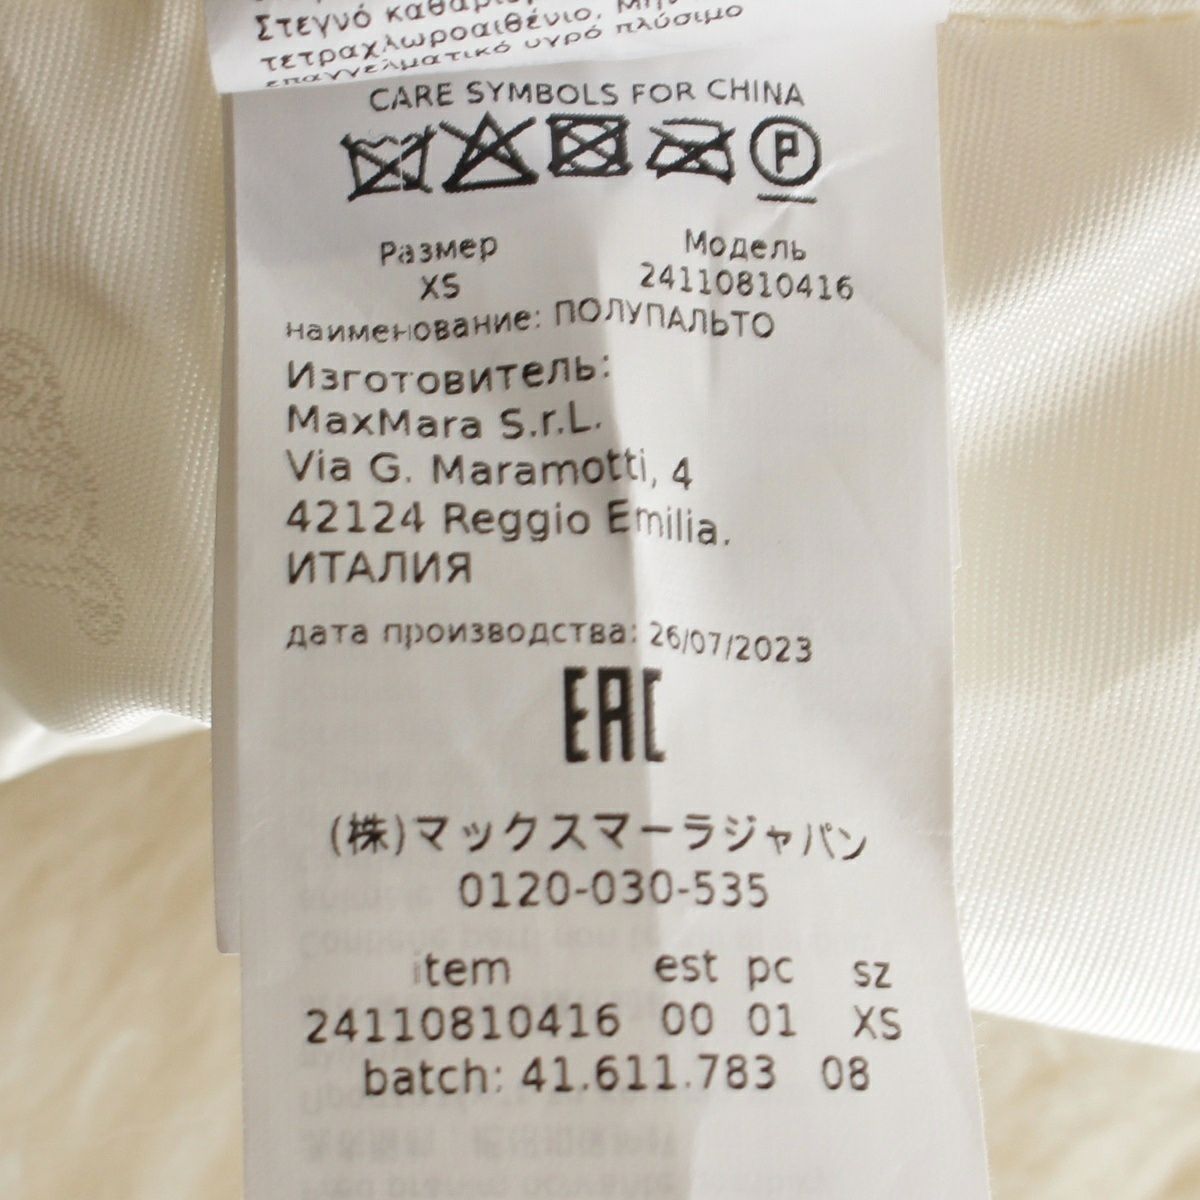 Στεγνό
τετραχλωροαιθένιο.
επαγγελματικό υγρό πλύσιμο
CARE SYMBOLS FOR CHINA
P
Размер Модель
XS 24110810416
наименование: ПОЛУПАЛЬТО
Изготовитель:
MaxMara S.r.L.
Via G. Maramotti, 4
42124 Reggio Emilia.
ИТАЛИЯ
дата производства: 26/07/2023
EAC
(株)マックスマーラジャパン
0120-030-535
item est pc sz
24110810416 00 01 XS
batch: 41.611.783 08